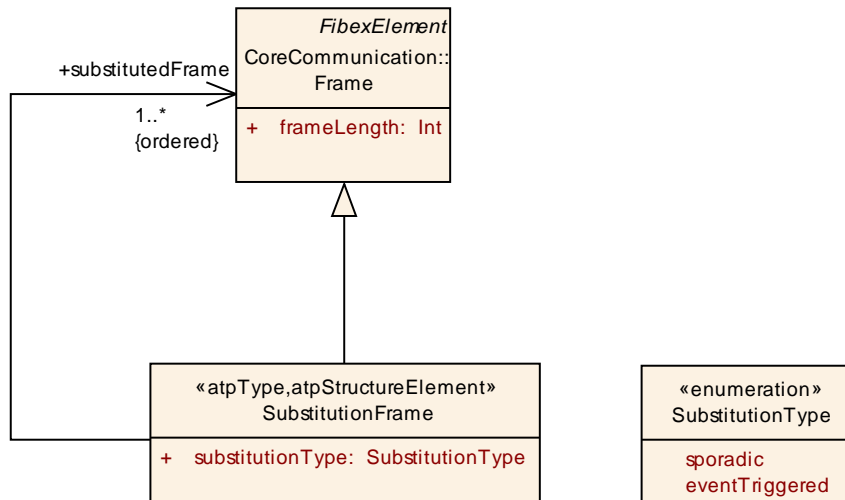 FibexElement
CoreCommunication::
Frame
+ frameLength: Int
+substitutedFrame
1..*
{ordered}
«atpType,atpStructureElement»
SubstitutionFrame
+ substitutionType: SubstitutionType
«enumeration»
SubstitutionType
sporadic
eventTriggered